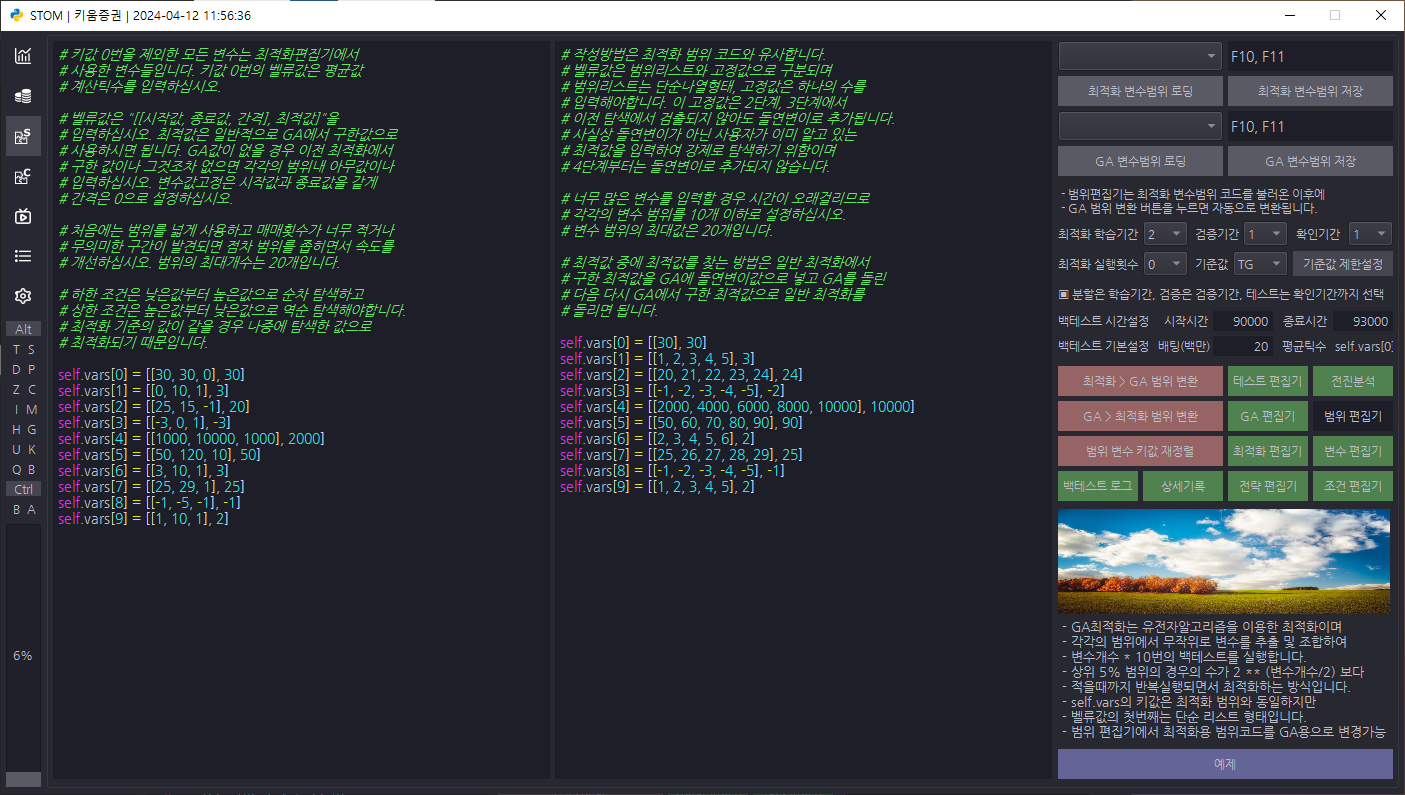 STOM | 키움증권 | 2024-04-12 11:56:36
Alt
T S
D P
Z C
I M
H G
U K
Q B
Ctrl
B A
6%
# 키값 0번을 제외한 모든 변수는 최적화편집기에서
# 사용한 변수들입니다. 키값 0번의 벨류값은 평균값
# 계산틱수를 입력하십시오.
# 벨류값은 "[[시작값, 종료값, 간격], 최적값]"을
# 입력하십시오. 최적값은 일반적으로 GA에서 구한값으로
# 사용하시면 됩니다. GA값이 없을 경우 이전 최적화에서
# 구한 값이나 그것조차 없으면 각각의 범위내 아무값이나
# 입력하십시오. 변수값고정은 시작값과 종료값을 같게
# 간격은 0으로 설정하십시오.
# 처음에는 범위를 넓게 사용하고 매매횟수가 너무 적거나
# 무의미한 구간이 발견되면 점차 범위를 좁히면서 속도를
# 개선하십시오. 범위의 최대개수는 20개입니다.
# 하한 조건은 낮은값부터 높은값으로 순차 탐색하고
# 상한 조건은 높은값부터 낮은값으로 역순 탐색해야합니다.
# 최적화 기준의 값이 같을 경우 나중에 탐색한 값으로
# 최적화되기 때문입니다.
self.vars[0] = [[30, 30, 0], 30]
self.vars[1] = [[0, 10, 1], 3]
self.vars[2] = [[25, 15, -1], 20]
self.vars[3] = [[-3, 0, 1], -3]
self.vars[4] = [[1000, 10000, 1000], 2000]
self.vars[5] = [[50, 120, 10], 50]
self.vars[6] = [[3, 10, 1], 3]
self.vars[7] = [[25, 29, 1], 25]
self.vars[8] = [[-1, -5, -1], -1]
self.vars[9] = [[1, 10, 1], 2]
# 작성방법은 최적화 범위 코드와 유사합니다.
# 벨류값은 범위리스트와 고정값으로 구분되며
# 범위리스트는 단순나열형태, 고정값은 하나의 수를
# 입력해야합니다. 이 고정값은 2단계, 3단계에서
# 이전 탐색에서 검출되지 않아도 돌연변이로 추가됩니다.
# 사실상 돌연변이가 아닌 사용자가 이미 알고 있는
# 최적값을 입력하여 강제로 탐색하기 위함이며
# 4단계부터는 돌연변이로 추가되지 않습니다.
# 너무 많은 변수를 입력할 경우 시간이 오래걸리므로
# 각각의 변수 범위를 10개 이하로 설정하십시오.
# 변수 범위의 최대값은 20개입니다.
# 최적값 중에 최적값를 찾는 방법은 일반 최적화에서
# 구한 최적값을 GA에 돌연변이값으로 넣고 GA를 돌린
# 다음 다시 GA에서 구한 최적값으로 일반 최적화를
# 돌리면 됩니다.
self.vars[0] = [[30], 30]
self.vars[1] = [[1, 2, 3, 4, 5], 3]
self.vars[2] = [[20, 21, 22, 23, 24], 24]
self.vars[3] = [[-1, -2, -3, -4, -5], -2]
self.vars[4] = [[2000, 4000, 6000, 8000, 10000], 10000]
self.vars[5] = [[50, 60, 70, 80, 90], 90]
self.vars[6] = [[2, 3, 4, 5, 6], 2]
self.vars[7] = [[25, 26, 27, 28, 29], 25]
self.vars[8] = [[-1, -2, -3, -4, -5], -1]
self.vars[9] = [[1, 2, 3, 4, 5], 2]
F10, F11
최적화 변수범위 로딩 최적화 변수범위 저장
F10, F11
GA 변수범위 로딩 GA 변수범위 저장
- 범위편집기는 최적화 변수범위 코드를 불러온 이후에
- GA 범위 변환 버튼을 누르면 자동으로 변환됩니다.
최적화 학습기간 2 검증기간 1 확인기간 1
최적화 실행횟수 0 기준값 TG 기준값 제한설정
▣ 분할은 학습기간, 검증은 검증기간, 테스트는 확인기간까지 선택
백테스트 시간설정 시작시간 90000 종료시간 93000
백테스트 기본설정 배팅(백만) 20 평균틱수 self.vars[0]
최적화 > GA 범위 변환 테스트 편집기 전진분석
GA > 최적화 범위 변환 GA 편집기 범위 편집기
범위 변수 키값 재정렬 최적화 편집기 변수 편집기
백테스트 로그 상세기록 전략 편집기 조건 편집기
- GA최적화는 유전자알고리즘을 이용한 최적화이며
- 각각의 범위에서 무작위로 변수를 추출 및 조합하여
- 변수개수 * 10번의 백테스트를 실행합니다.
- 상위 5% 범위의 경우의 수가 2 ** (변수개수/2) 보다
- 적을때까지 반복실행되면서 최적화하는 방식입니다.
- self.vars의 키값은 최적화 범위와 동일하지만
- 벨류값의 첫번째는 단순 리스트 형태입니다.
- 범위 편집기에서 최적화용 범위코드를 GA용으로 변경가능
예제